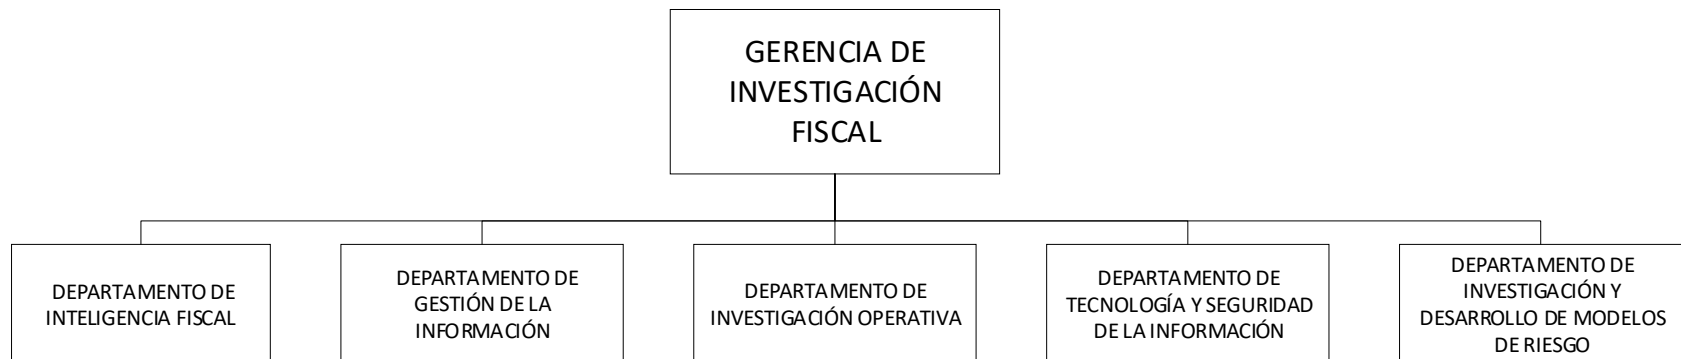 GERENCIA DE
INVESTIGACIÓN
FISCAL
DEPARTAMENTO DE
INTELIGENCIA FISCAL
DEPARTAMENTO DE
GESTIÓN DE LA
INFORMACIÓN
DEPARTAMENTO DE
INVESTIGACIÓN OPERATIVA
DEPARTAMENTO DE
TECNOLOGÍA Y SEGURIDAD
DE LA INFORMACIÓN
DEPARTAMENTO DE
INVESTIGACIÓN Y
DESARROLLO DE MODELOS
DE RIESGO